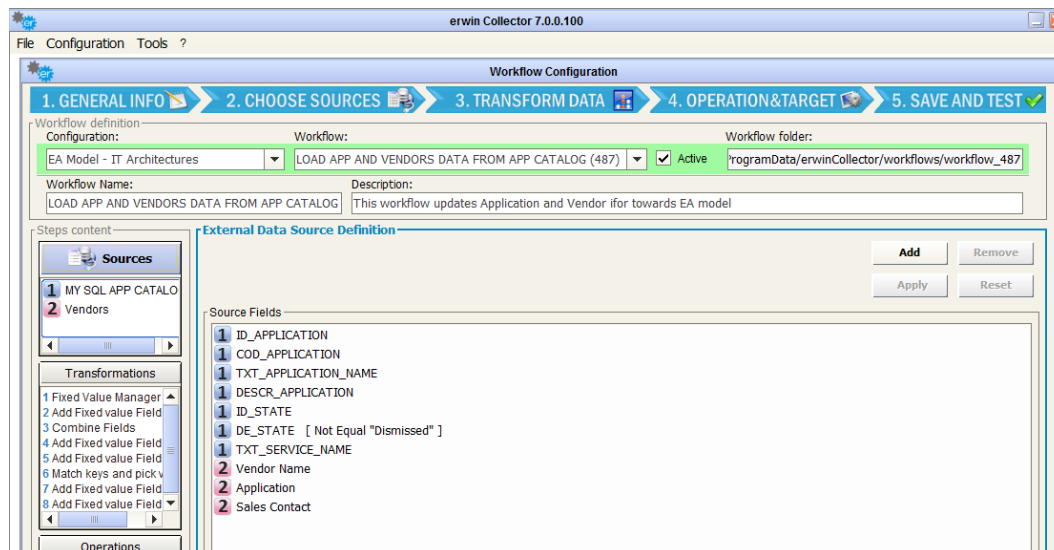 erwin Collector 7.0.0.100
File Configuration Tools ?
Workflow Configuration
1. GENERAL INFO 2. CHOOSE SOURCES 3. TRANSFORM DATA 4. OPERATION&TARGET 5. SAVE AND TEST
Workflow definition
Configuration: Workflow: Workflow folder:
EA Model - IT Architectures LOAD APP AND VENDORS DATA FROM APP CATALOG (487) Active ProgramData/erwinCollector/workflows/workflow_487
Workflow Name: Description:
LOAD APP AND VENDORS DATA FROM APP CATALOG This workflow updates Application and Vendor ifor towards EA model
Steps content
Sources
1 MY SQL APP CATALO
2 Vendors
Transformations
1 Fixed Value Manager
2 Add Fixed value Field
3 Combine Fields
4 Add Fixed value Field
5 Add Fixed value Field
6 Match keys and pick v
7 Add Fixed value Field
8 Add Fixed value Field
Operations
External Data Source Definition
Add Remove
Apply Reset
Source Fields
1 ID_APPLICATION
1 COD_APPLICATION
1 TXT_APPLICATION_NAME
1 DESCR_APPLICATION
1 ID_STATE
1 DE_STATE [ Not Equal "Dismissed" ]
1 TXT_SERVICE_NAME
2 Vendor Name
2 Application
2 Sales Contact